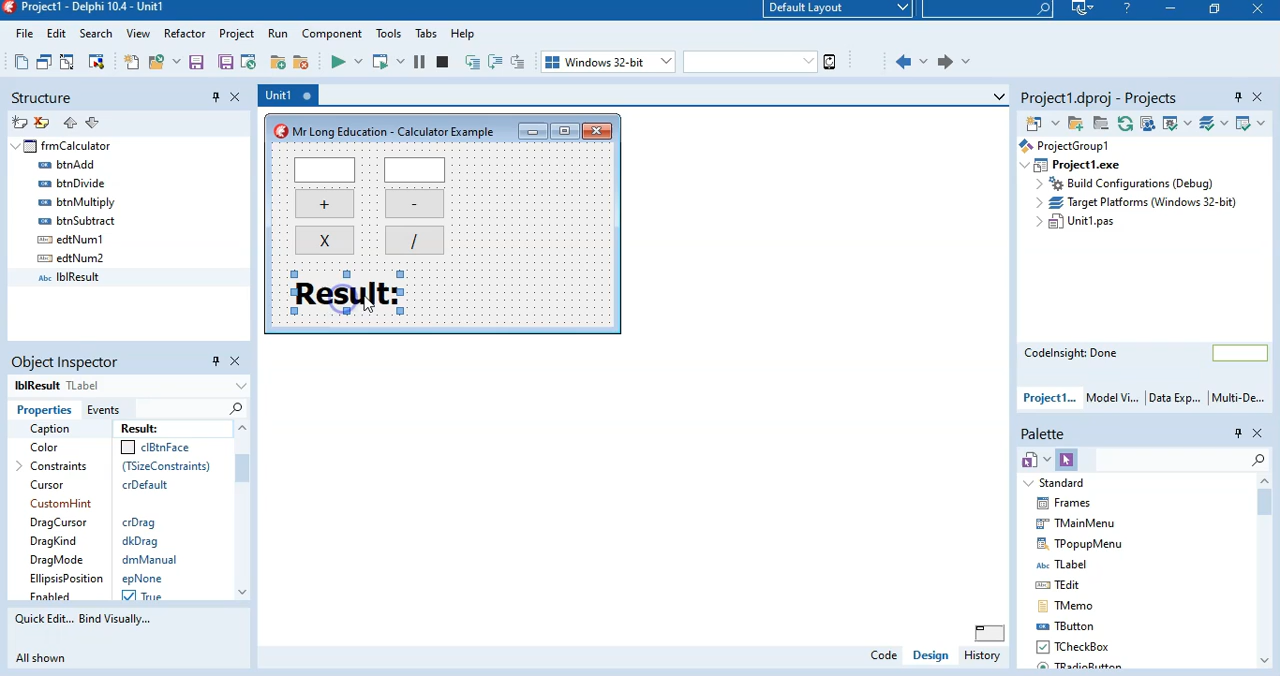 Project1 - Delphi 10.4 - Unit1
Default Layout
?
File Edit Search View Refactor Project Run Component Tools Tabs Help
Windows 32-bit
Structure
frmCalculator
btnAdd
btnDivide
btnMultiply
btnSubtract
edtNum1
edtNum2
Abc lblResult
Object Inspector
lblResult TLabel
Properties Events
Caption Result:
Color clBtnFace
Constraints (TSizeConstraints)
Cursor crDefault
CustomHint
DragCursor crDrag
DragKind dkDrag
DragMode dmManual
EllipsisPosition epNone
Enabled True
Quick Edit... Bind Visually...
All shown
Unit1
Mr Long Education - Calculator Example
+ -
X /
Result:
Code Design History
Project1.dproj - Projects
ProjectGroup1
Project1.exe
Build Configurations (Debug)
Target Platforms (Windows 32-bit)
Unit1.pas
CodeInsight: Done
Project1... Model Vi... Data Exp... Multi-De...
Palette
Standard
Frames
TMainMenu
TPopupMenu
Abc TLabel
TEdit
TMemo
TButton
TCheckBox
TRadioButton